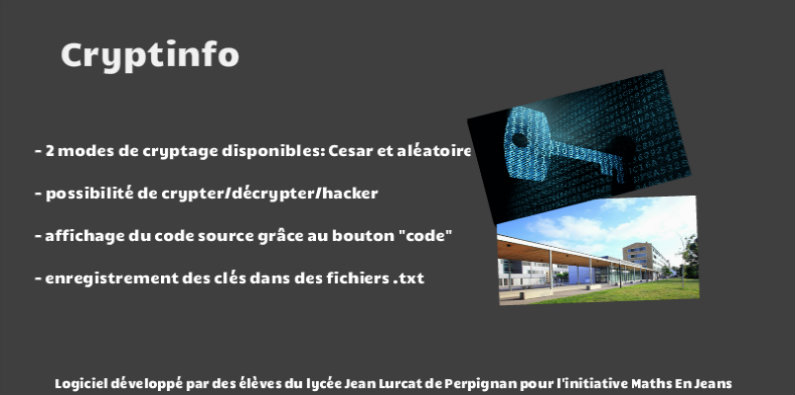 Cryptinfo
- 2 modes de cryptage disponibles: Cesar et aléatoire
- possibilité de crypter/décrypter/hacker
- affichage du code source grâce au bouton "code"
- enregistrement des clés dans des fichiers .txt
Logiciel développé par des élèves du lycée Jean Lurcat de Perpignan pour l'initiative Maths En Jeans